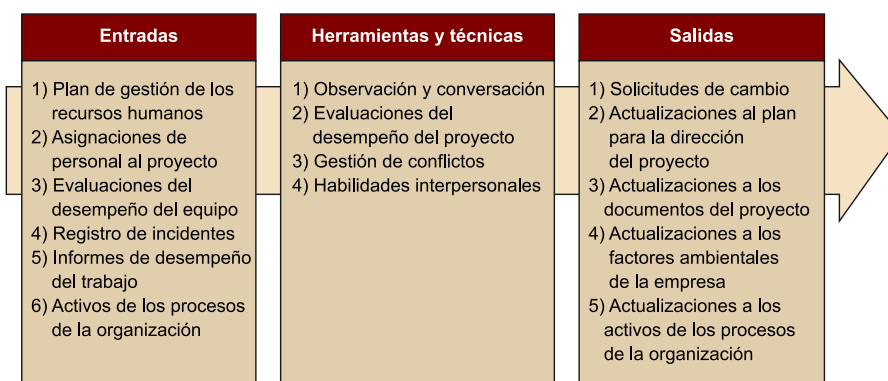 Entradas
1) Plan de gestión de los
recursos humanos
2) Asignaciones de
personal al proyecto
3) Evaluaciones del
desempeño del equipo
4) Registro de incidentes
5) Informes de desempeño
del trabajo
6) Activos de los procesos
de la organización
Herramientas y técnicas
1) Observación y conversación
2) Evaluaciones del
desempeño del proyecto
3) Gestión de conflictos
4) Habilidades interpersonales
Salidas
1) Solicitudes de cambio
2) Actualizaciones al plan
para la dirección
del proyecto
3) Actualizaciones a los
documentos del proyecto
4) Actualizaciones a los
factores ambientales
de la empresa
5) Actualizaciones a los
activos de los procesos
de la organización